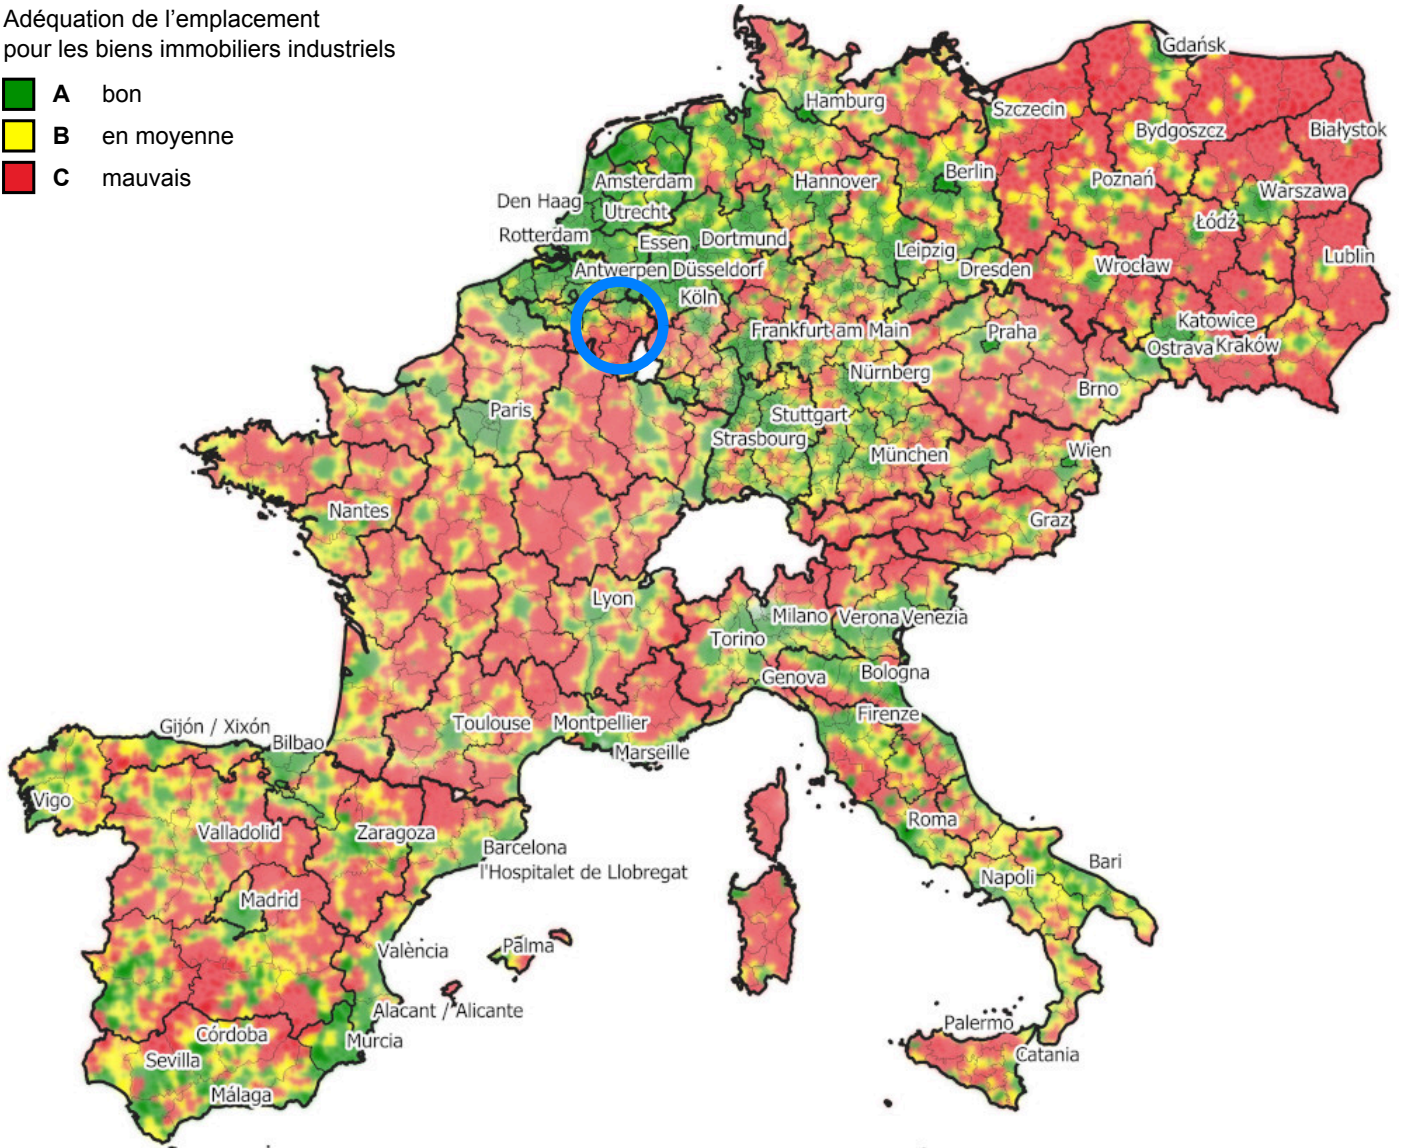 Adéquation de l’emplacement
pour les biens immobiliers industriels
A bon
B en moyenne
C mauvais
Gdańsk
Hamburg
Szczecin
Bydgoszcz
Białystok
Amsterdam
Hannover
Berlin
Poznań
Warszawa
Den Haag
Utrecht
Łódź
Rotterdam
Essen
Dortmund
Leipzig
Lublin
Antwerpen
Düsseldorf
Dresden
Wrocław
Köln
Frankfurt am Main
Praha
Katowice
Ostrava
Kraków
Nürnberg
Brno
Paris
Stuttgart
Strasbourg
München
Wien
Nantes
Graz
Lyon
Milano
Verona
Venezia
Torino
Genova
Bologna
Gijón / Xixón
Bilbao
Toulouse
Montpellier
Firenze
Marseille
Vigo
Valladolid
Zaragoza
Roma
Barcelona
l'Hospitalet de Llobregat
Bari
Napoli
Madrid
València
Palma
Alacant / Alicante
Palermo
Córdoba
Murcia
Sevilla
Catania
Málaga